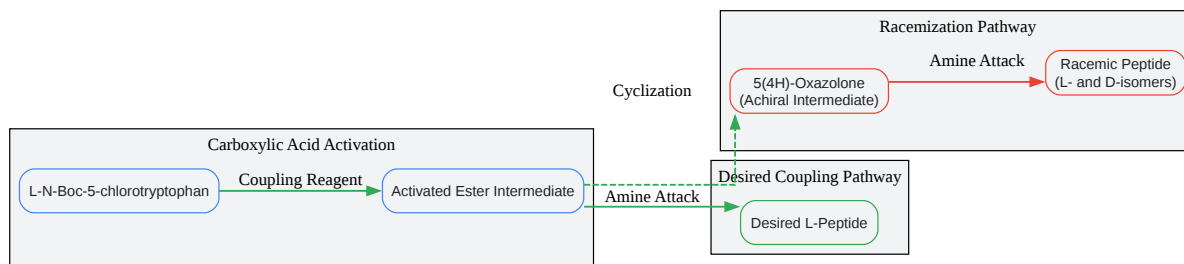 Racemization Pathway
Amine Attack
5(4H)-Oxazolone
(Achiral Intermediate)
Racemic Peptide
(L- and D-isomers)
Cyclization
Carboxylic Acid Activation
L-N-Boc-5-chlorotryptophan
Coupling Reagent
Activated Ester Intermediate
Amine Attack
Desired Coupling Pathway
Desired L-Peptide